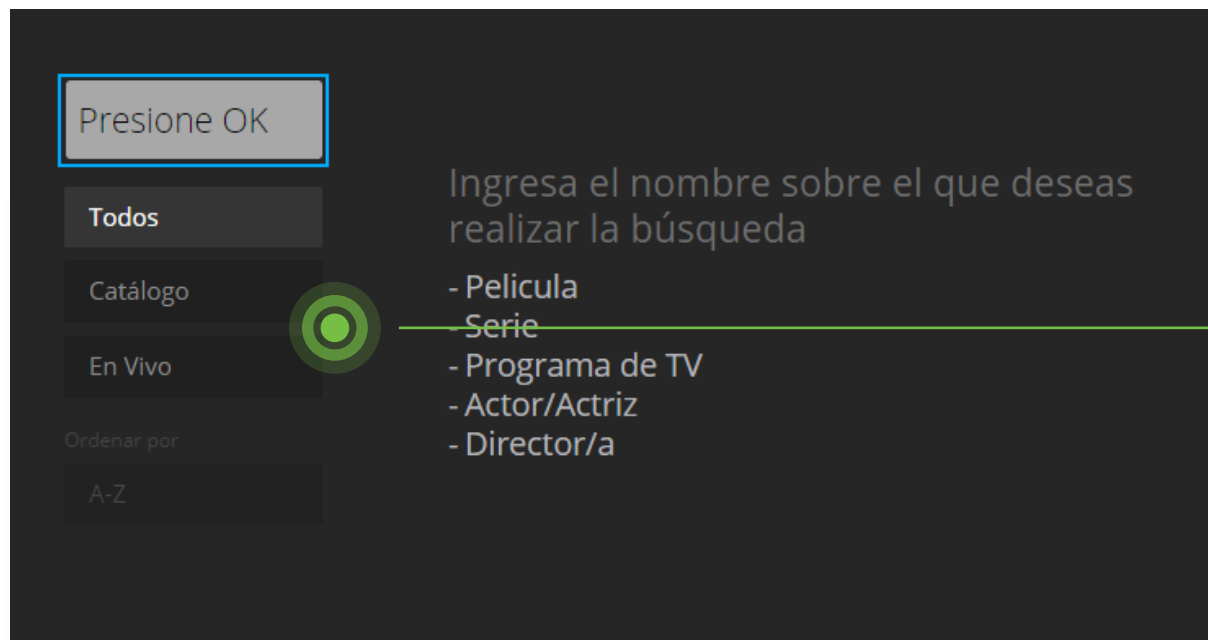 Presione OK
Todos
Catálogo
En Vivo
Ordenar por
A-Z
Ingresa el nombre sobre el que deseas
realizar la búsqueda
- Pelicula
- Serie
- Programa de TV
- Actor/Actriz
- Director/a